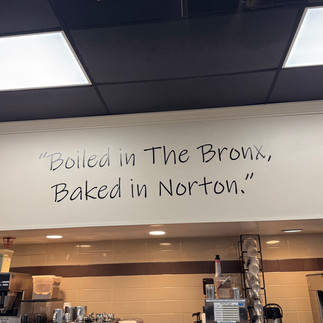 “Boiled in The Bronx,
Baked in Norton.”